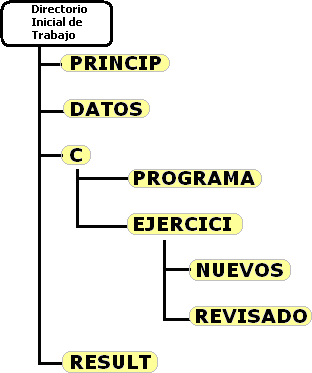 Directorio
Inicial de
Trabajo
PRINCIP
DATOS
C
PROGRAMA
EJERCICI
NUEVOS
REVISADO
RESULT